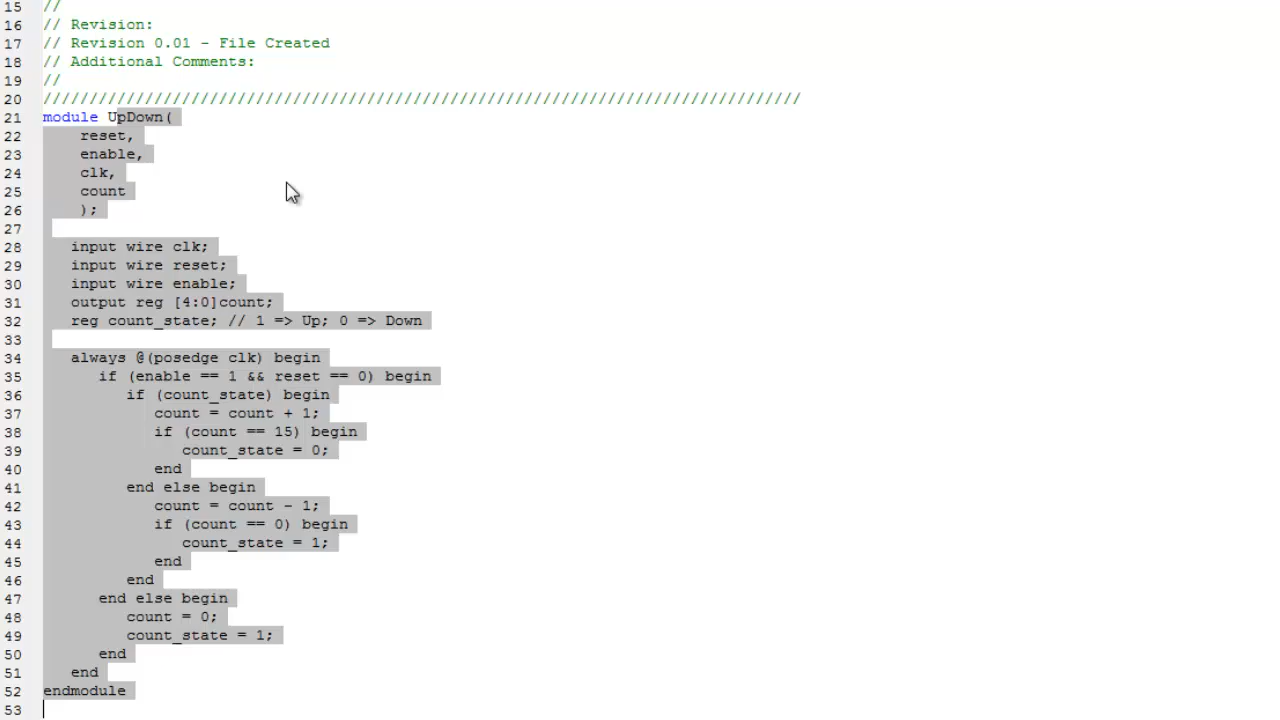 15 //
16 // Revision:
17 // Revision 0.01 - File Created
18 // Additional Comments:
19 //
20 //////////////////////////////////////////////////////////////////////////////////
21 module UpDown(
22     reset,
23     enable,
24     clk,
25     count
26     );
27
28    input wire clk;
29    input wire reset;
30    input wire enable;
31    output reg [4:0]count;
32    reg count_state; // 1 => Up; 0 => Down
33
34    always @(posedge clk) begin
35       if (enable == 1 && reset == 0) begin
36          if (count_state) begin
37             count = count + 1;
38             if (count == 15) begin
39                count_state = 0;
40             end
41          end else begin
42             count = count - 1;
43             if (count == 0) begin
44                count_state = 1;
45             end
46          end
47       end else begin
48          count = 0;
49          count_state = 1;
50       end
51    end
52 endmodule
53